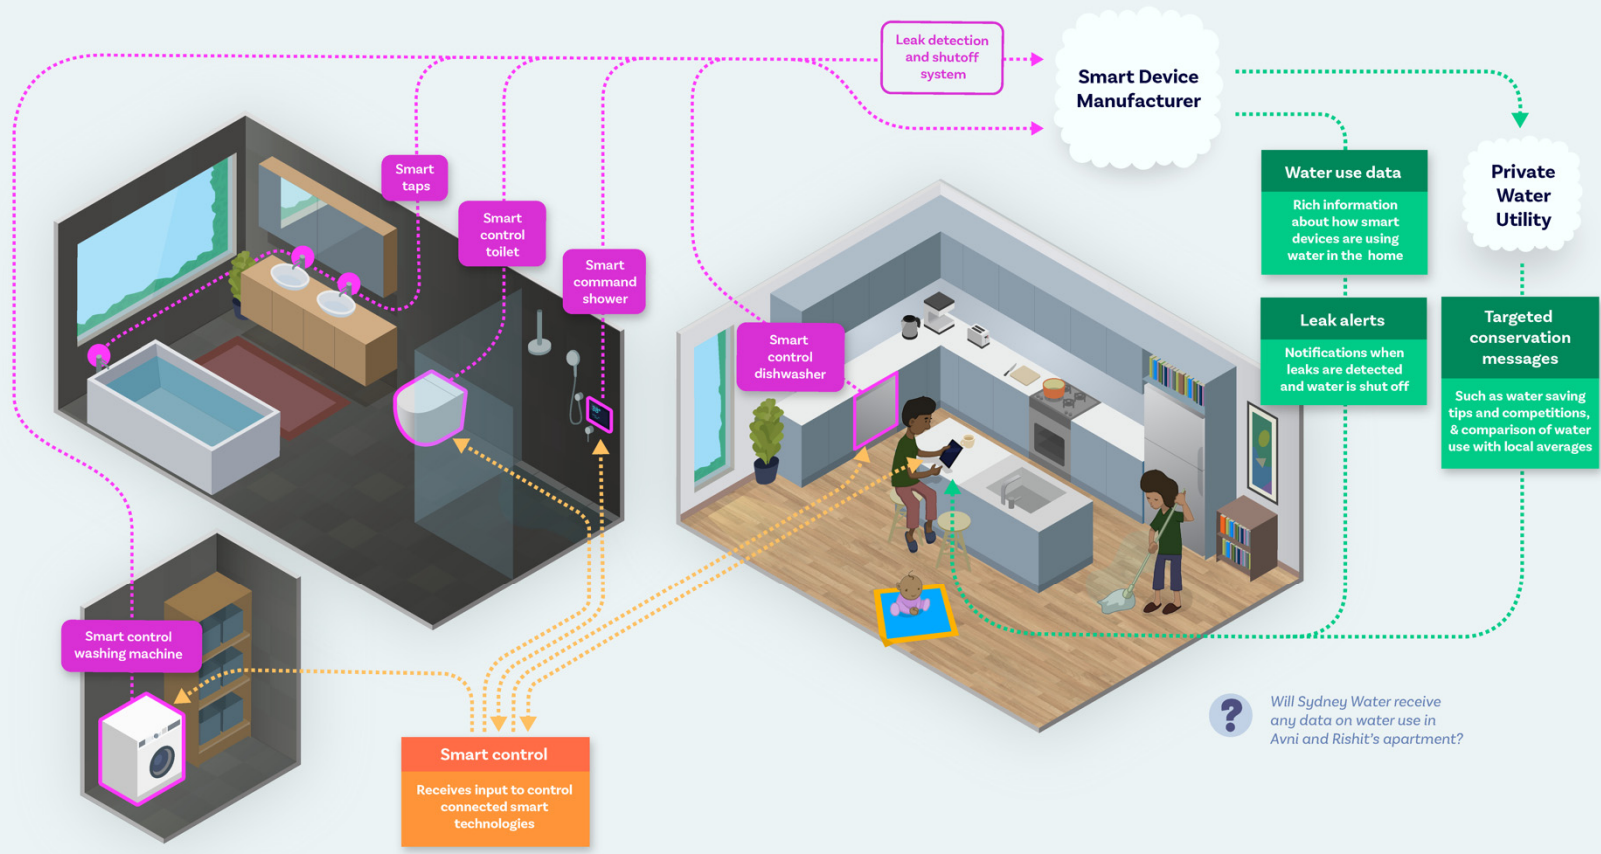 Leak detection
and shutoff
system
Smart Device
Manufacturer
Smart
taps
Smart
control
toilet
Smart
command
shower
Smart
control
dishwasher
Water use data
Rich information
about how smart
devices are using
water in the home
Private
Water
Utility
Leak alerts
Notifications when
leaks are detected
and water is shut off
Targeted
conservation
messages
Such as water saving
tips and competitions,
& comparison of water
use with local averages
Smart control
washing machine
Smart control
Receives input to control
connected smart
technologies
?
Will Sydney Water receive
any data on water use in
Avni and Rishit's apartment?